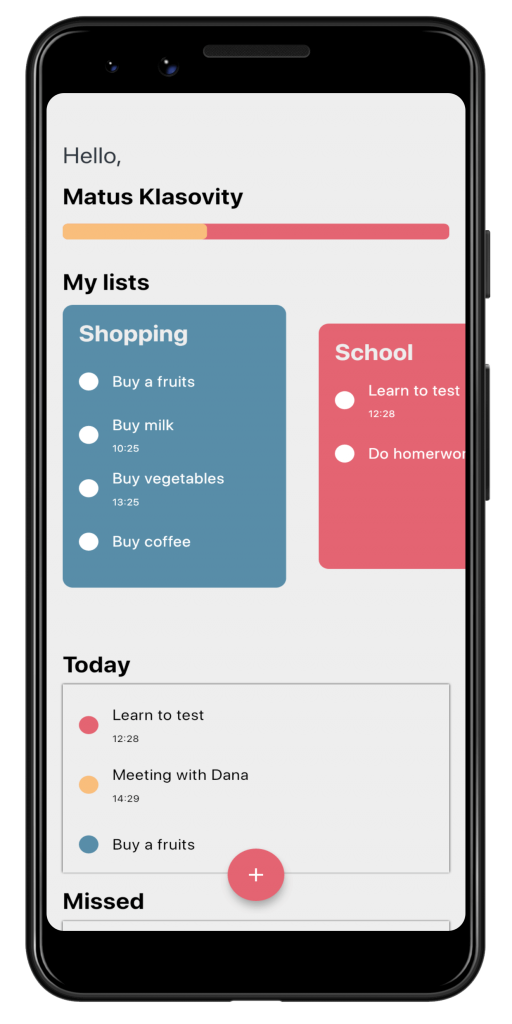 Hello,
Matus Klasovity
My lists
Shopping
Buy a fruits
Buy milk
10:25
Buy vegetables
13:25
Buy coffee
School
Learn to test
12:28
Do homerwor
Today
Learn to test
12:28
Meeting with Dana
14:29
Buy a fruits
+
Missed